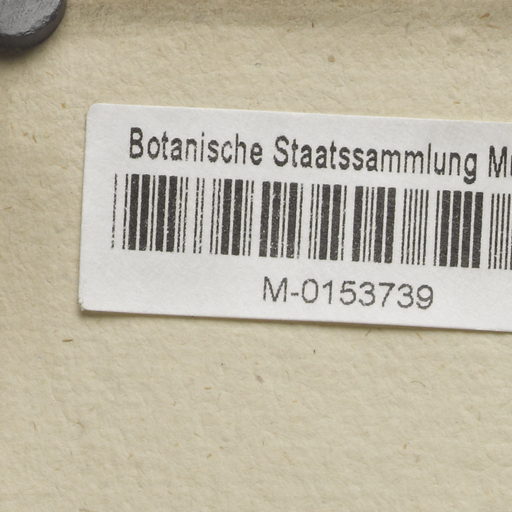 Botanische Staatssammlung
M-0153739